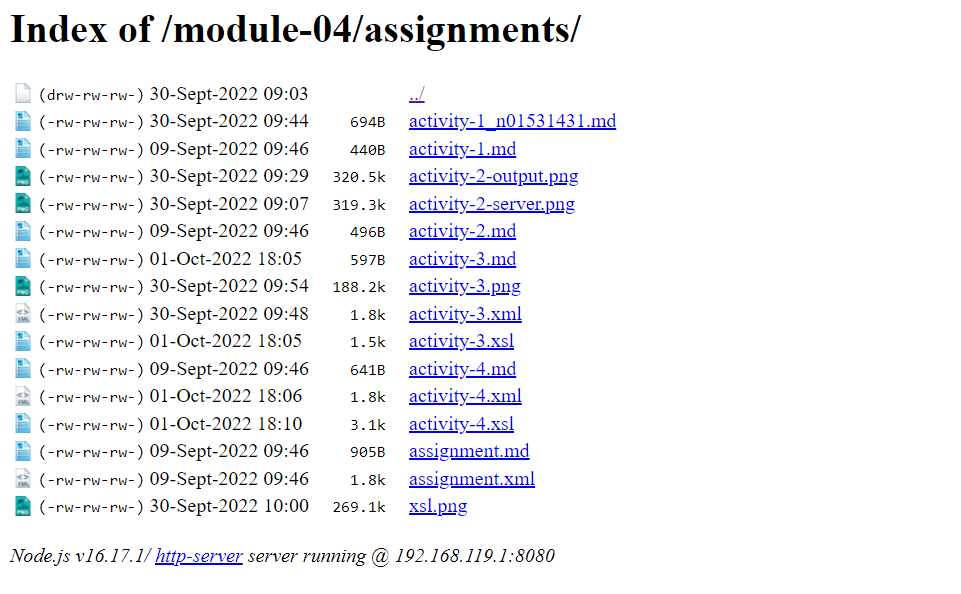 Index of /module-04/assignments/
(drw-rw-rw-) 30-Sept-2022 09:03 ../
(-rw-rw-rw-) 30-Sept-2022 09:44 694B activity-1_n01531431.md
(-rw-rw-rw-) 09-Sept-2022 09:46 440B activity-1.md
(-rw-rw-rw-) 30-Sept-2022 09:29 320.5k activity-2-output.png
(-rw-rw-rw-) 30-Sept-2022 09:07 319.3k activity-2-server.png
(-rw-rw-rw-) 09-Sept-2022 09:46 496B activity-2.md
(-rw-rw-rw-) 01-Oct-2022 18:05 597B activity-3.md
(-rw-rw-rw-) 30-Sept-2022 09:54 188.2k activity-3.png
(-rw-rw-rw-) 30-Sept-2022 09:48 1.8k activity-3.xml
(-rw-rw-rw-) 01-Oct-2022 18:05 1.5k activity-3.xsl
(-rw-rw-rw-) 09-Sept-2022 09:46 641B activity-4.md
(-rw-rw-rw-) 01-Oct-2022 18:06 1.8k activity-4.xml
(-rw-rw-rw-) 01-Oct-2022 18:10 3.1k activity-4.xsl
(-rw-rw-rw-) 09-Sept-2022 09:46 905B assignment.md
(-rw-rw-rw-) 09-Sept-2022 09:46 1.8k assignment.xml
(-rw-rw-rw-) 30-Sept-2022 10:00 269.1k xsl.png
Node.js v16.17.1/ http-server server running @ 192.168.119.1:8080